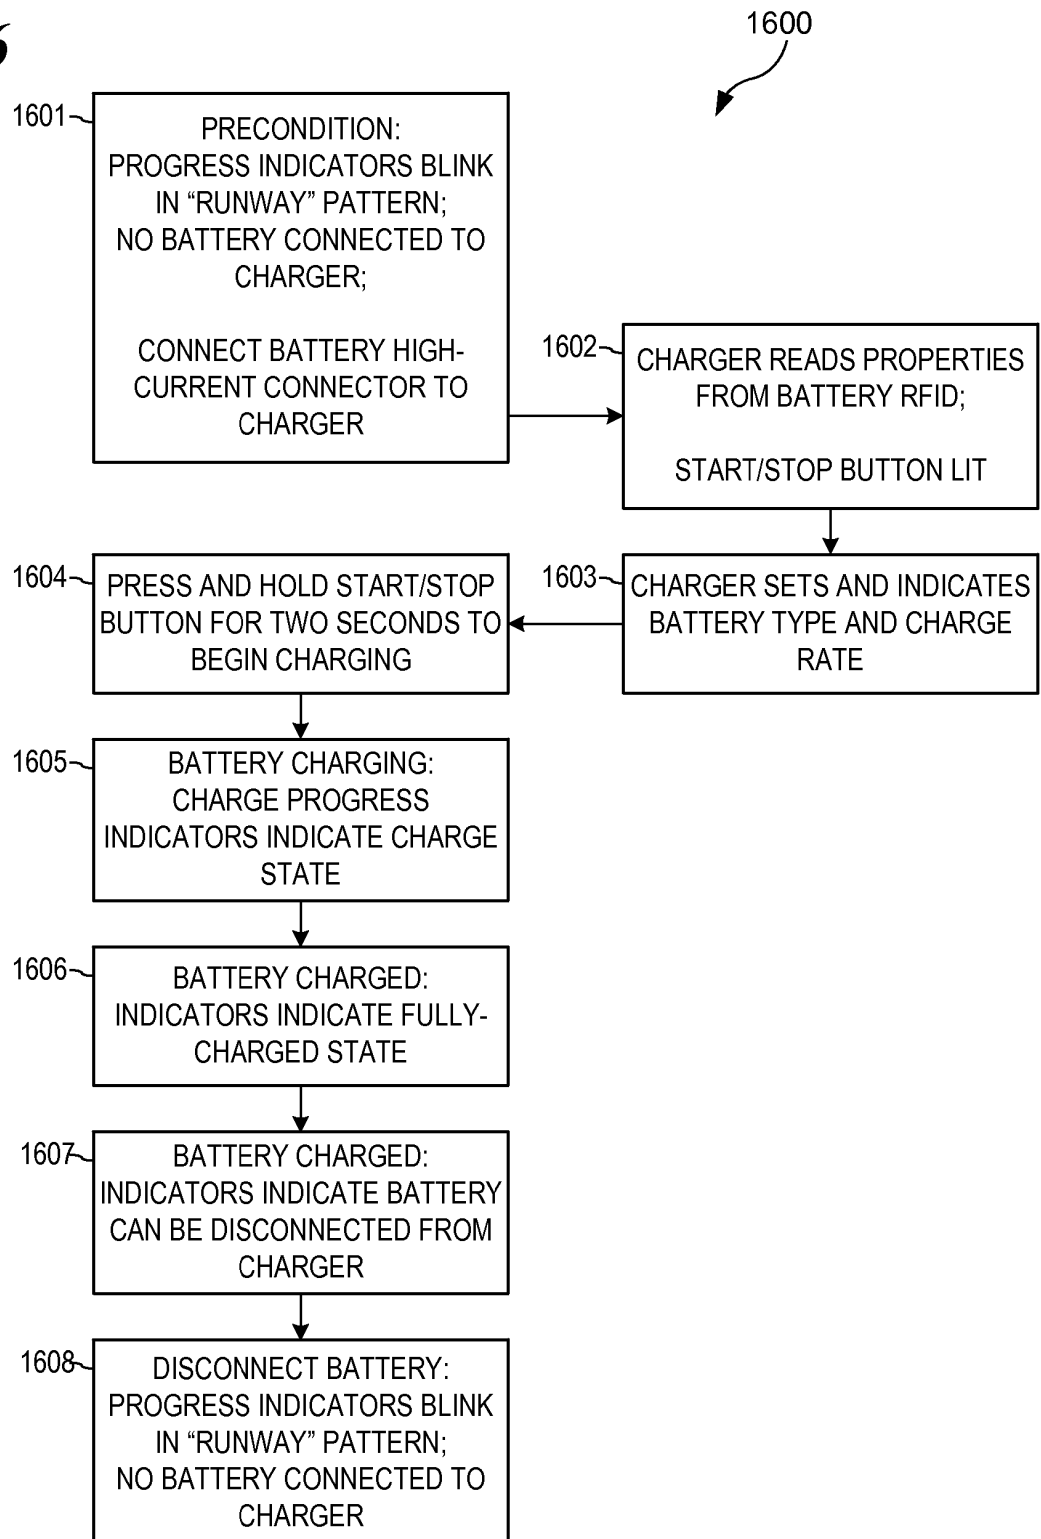 1600
1601
PRECONDITION:
PROGRESS INDICATORS BLINK
IN “RUNWAY” PATTERN;
NO BATTERY CONNECTED TO
CHARGER;
CONNECT BATTERY HIGH-
CURRENT CONNECTOR TO
CHARGER
1602
CHARGER READS PROPERTIES
FROM BATTERY RFID;
START/STOP BUTTON LIT
1603
CHARGER SETS AND INDICATES
BATTERY TYPE AND CHARGE
RATE
1604
PRESS AND HOLD START/STOP
BUTTON FOR TWO SECONDS TO
BEGIN CHARGING
1605
BATTERY CHARGING:
CHARGE PROGRESS
INDICATORS INDICATE CHARGE
STATE
1606
BATTERY CHARGED:
INDICATORS INDICATE FULLY-
CHARGED STATE
1607
BATTERY CHARGED:
INDICATORS INDICATE BATTERY
CAN BE DISCONNECTED FROM
CHARGER
1608
DISCONNECT BATTERY:
PROGRESS INDICATORS BLINK
IN “RUNWAY” PATTERN;
NO BATTERY CONNECTED TO
CHARGER